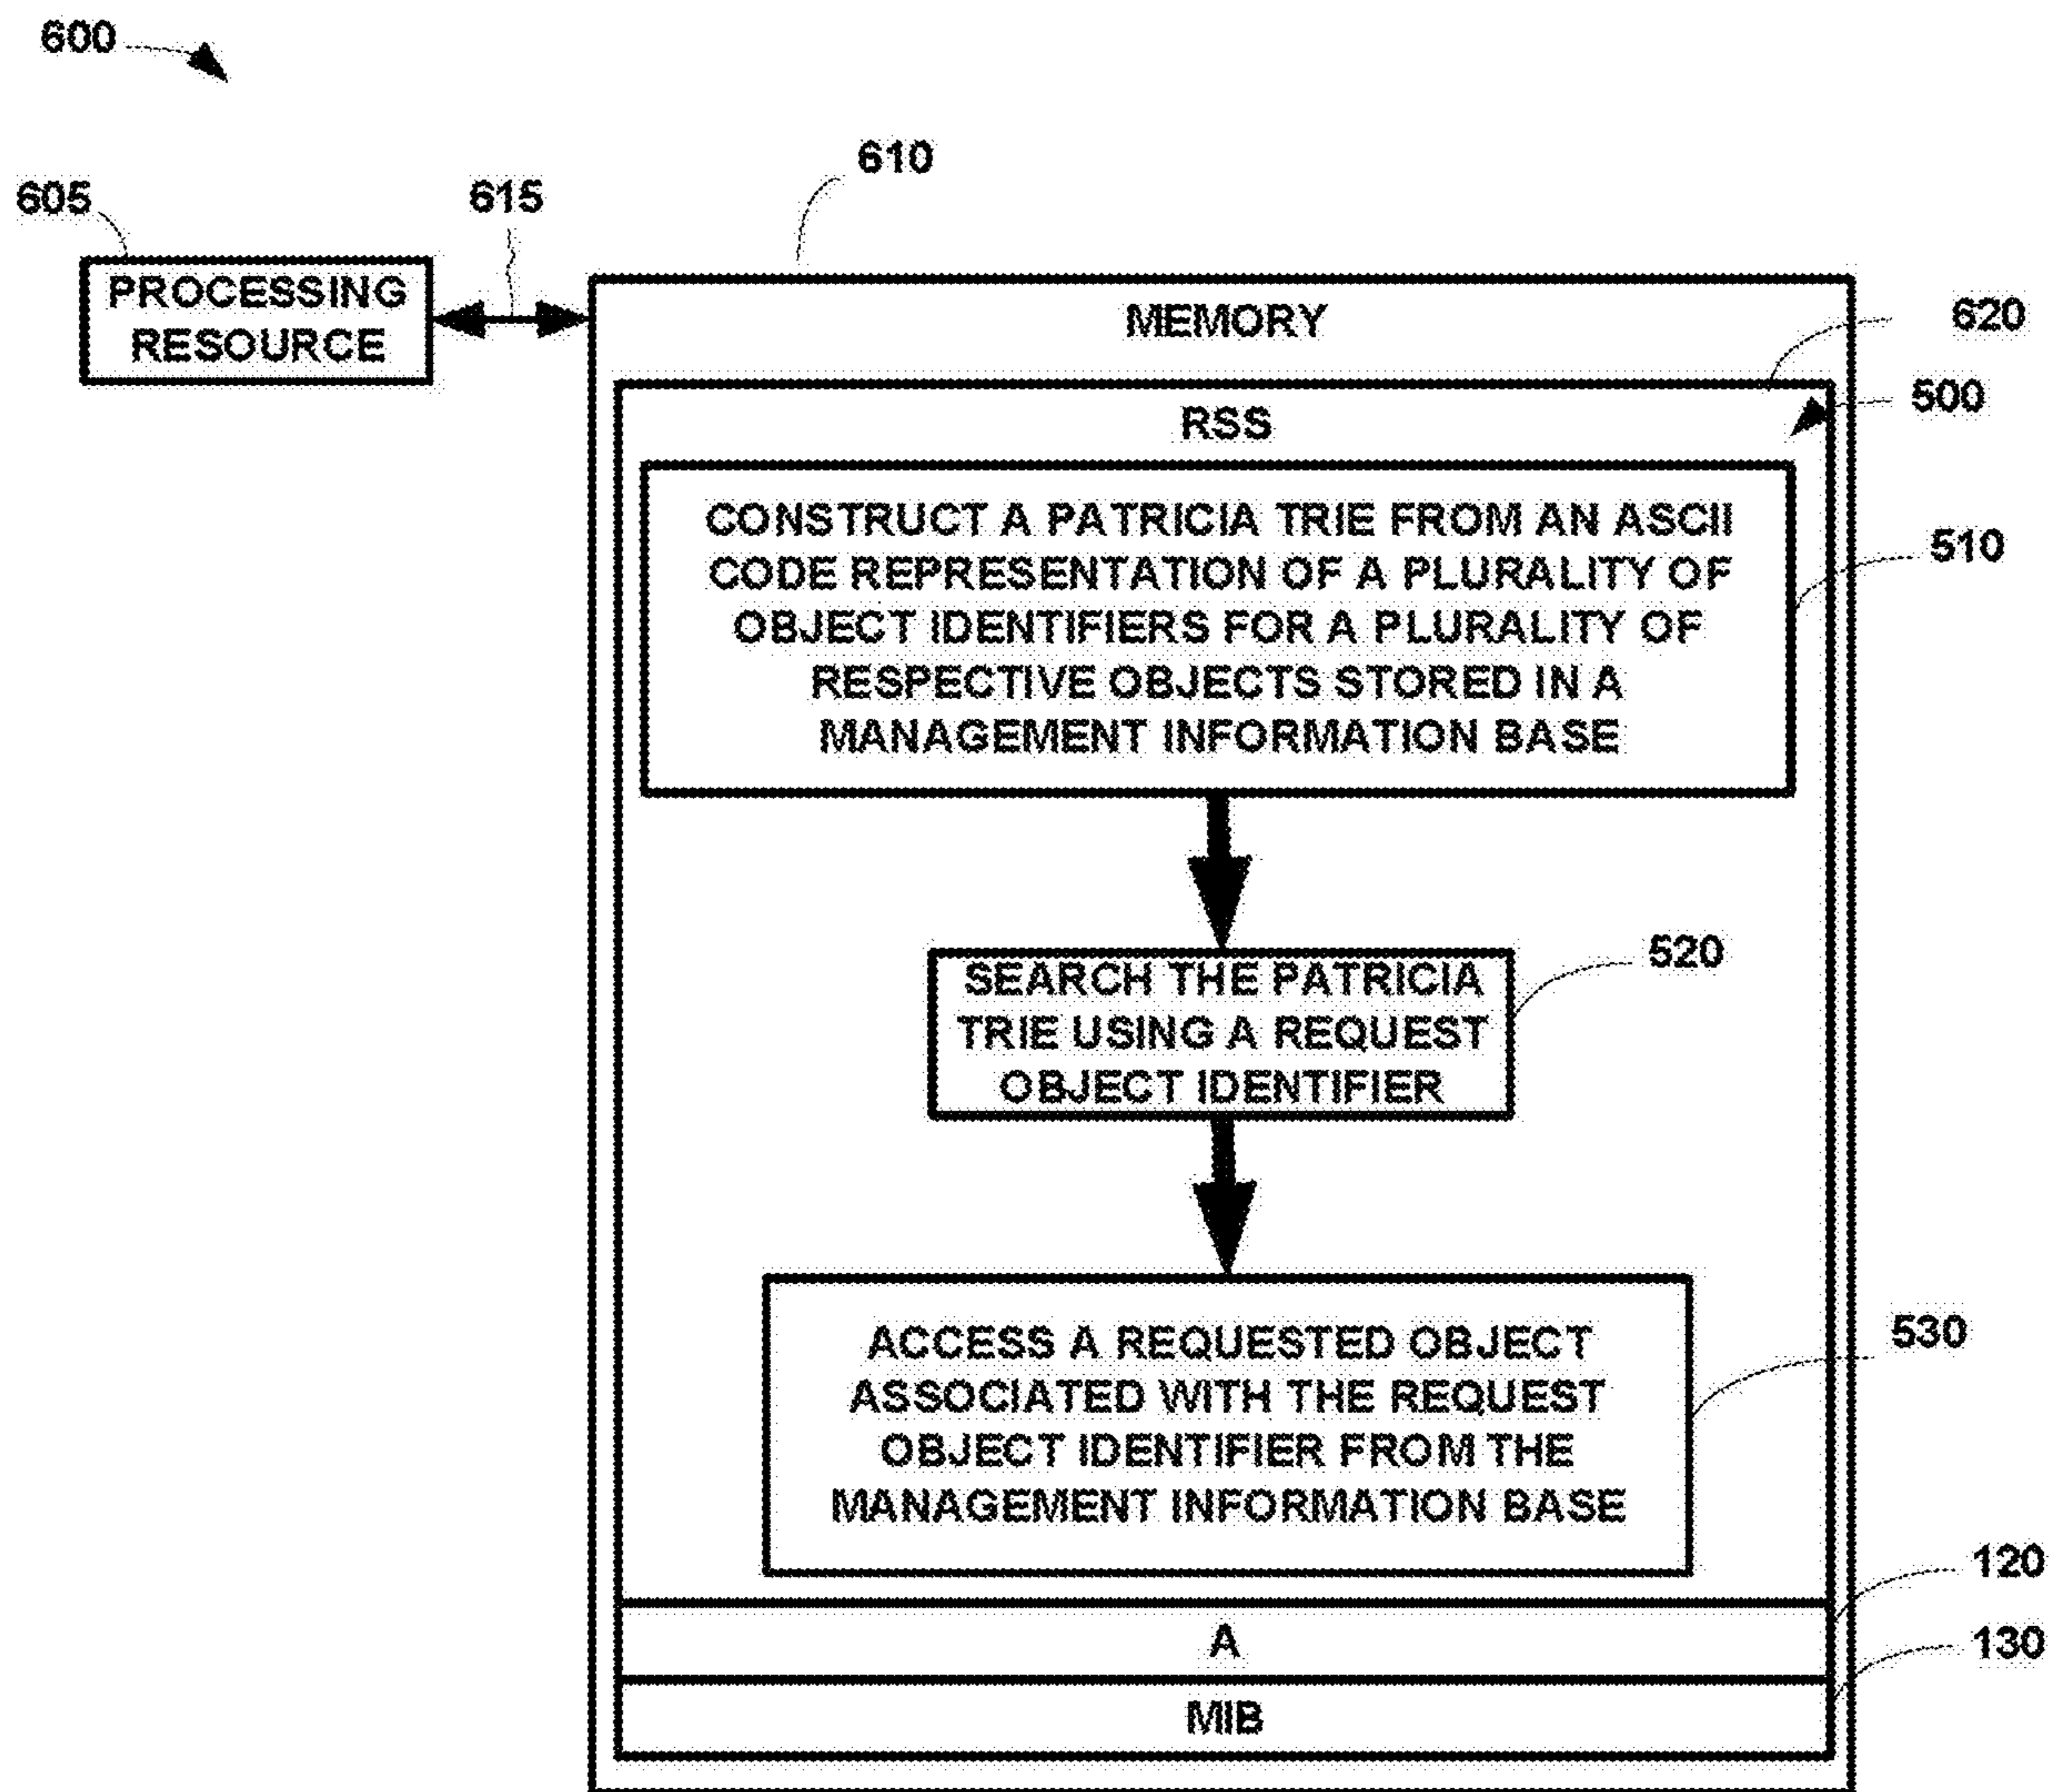 600
610
605
615
PROCESSING
RESOURCE
MEMORY
620
RSS
500
CONSTRUCT A PATRICIA TRIE FROM AN ASCII
CODE REPRESENTATION OF A PLURALITY OF
OBJECT IDENTIFIERS FOR A PLURALITY OF
RESPECTIVE OBJECTS STORED IN A
MANAGEMENT INFORMATION BASE
510
SEARCH THE PATRICIA
TRIE USING A REQUEST
OBJECT IDENTIFIER
520
ACCESS A REQUESTED OBJECT
ASSOCIATED WITH THE REQUEST
OBJECT IDENTIFIER FROM THE
MANAGEMENT INFORMATION BASE
530
120
A
130
MIB